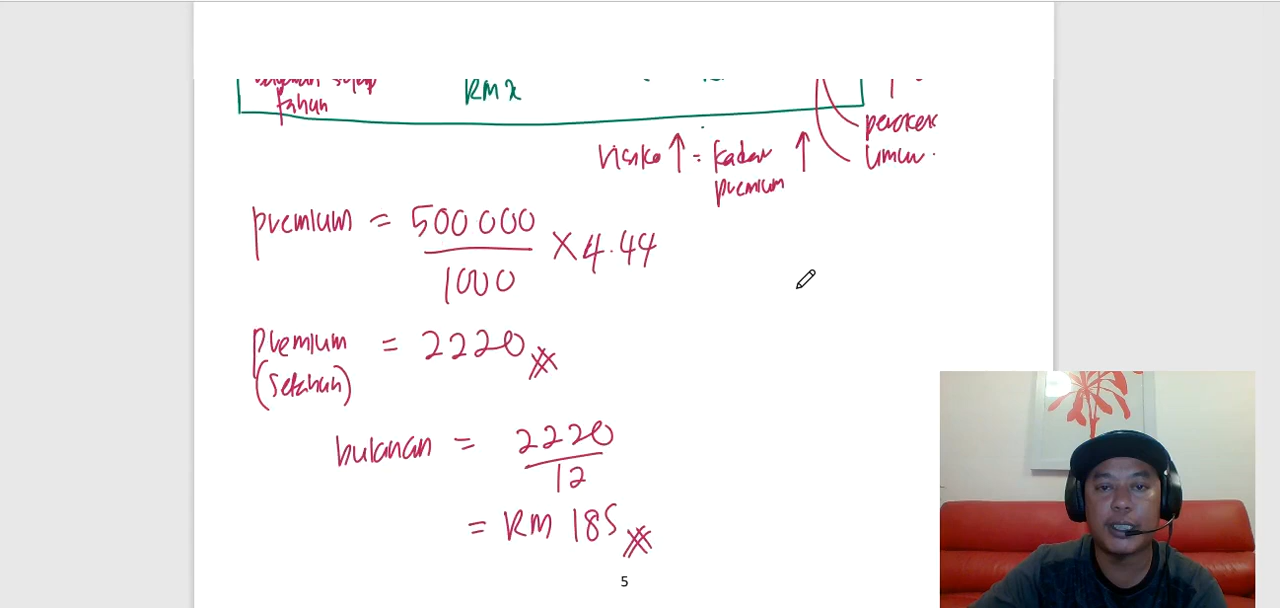 tahun
RM x
perokok
risiko ↑ = kadar ↑ umur.
premium
premium = 500 000 / 1000 × 4.44
premium = 2220
(setahun)
bulanan = 2220 / 12
= RM 185
5